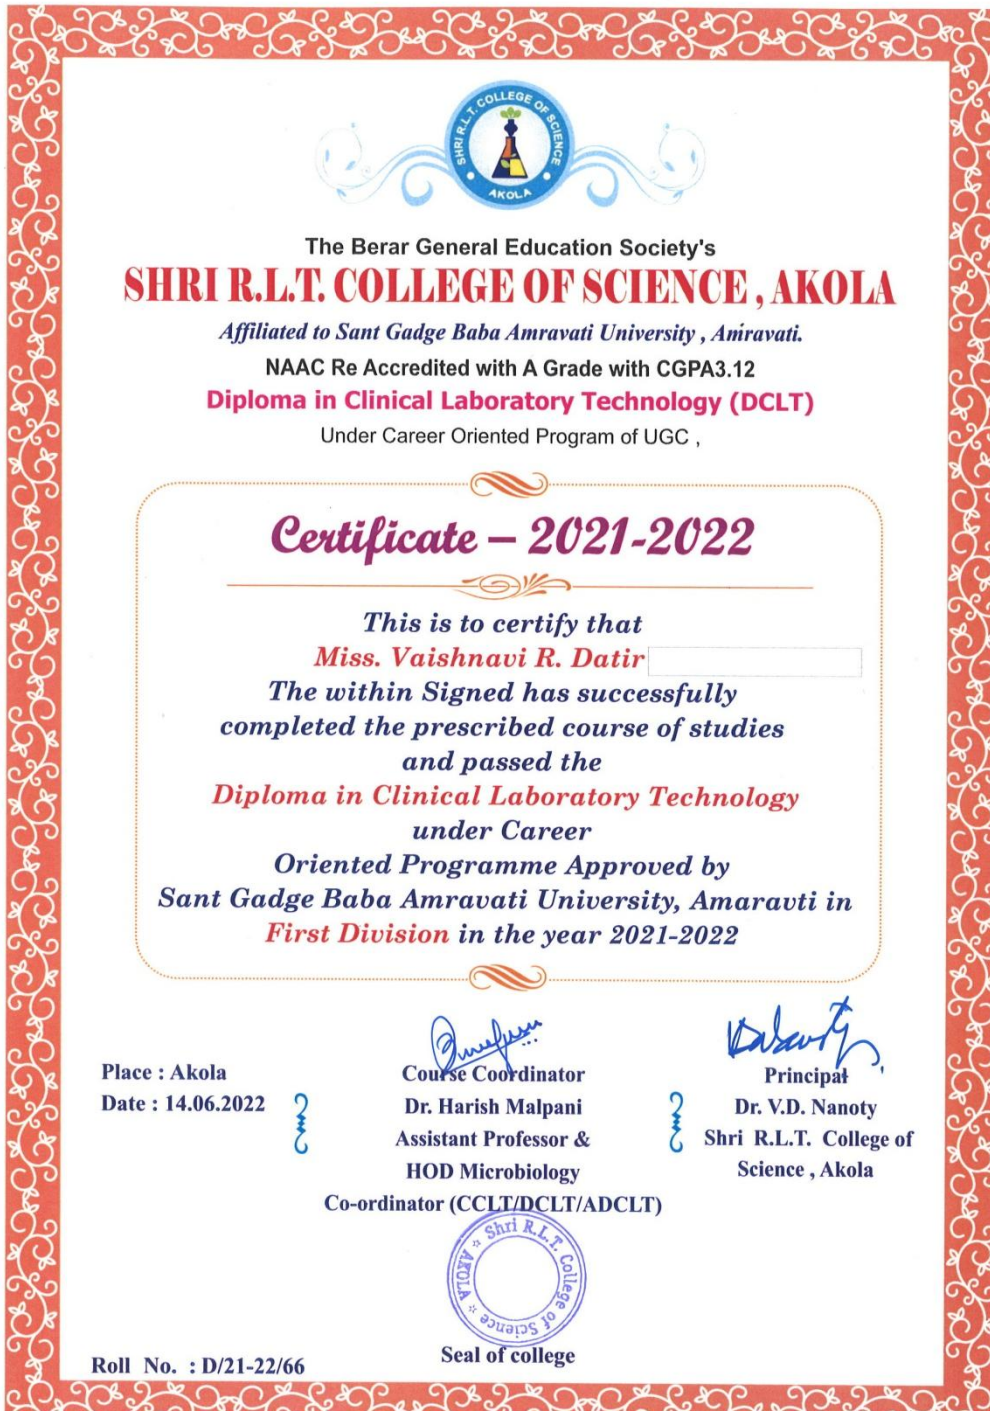 SHRI R.L.T. COLLEGE OF SCIENCE
AKOLA
The Berar General Education Society's
SHRI R.L.T. COLLEGE OF SCIENCE , AKOLA
Affiliated to Sant Gadge Baba Amravati University , Amravati.
NAAC Re Accredited with A Grade with CGPA3.12
Diploma in Clinical Laboratory Technology (DCLT)
Under Career Oriented Program of UGC ,
Certificate – 2021-2022
This is to certify that
Miss. Vaishnavi R. Datir
The within Signed has successfully
completed the prescribed course of studies
and passed the
Diploma in Clinical Laboratory Technology
under Career
Oriented Programme Approved by
Sant Gadge Baba Amravati University, Amaravti in
First Division in the year 2021-2022
Place : Akola
Date : 14.06.2022
Course Coordinator
Dr. Harish Malpani
Assistant Professor &
HOD Microbiology
Co-ordinator (CCLT/DCLT/ADCLT)
Principal
Dr. V.D. Nanoty
Shri R.L.T. College of
Science , Akola
Shri R.L.T. College of Science
AKOLA
Seal of college
Roll No. : D/21-22/66